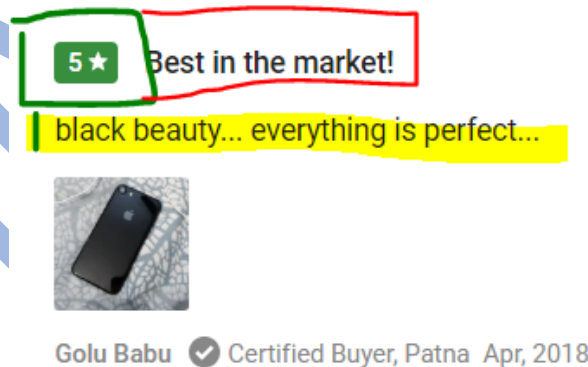 5★ Best in the market!
black beauty... everything is perfect...
Golu Babu Certified Buyer, Patna Apr, 2018